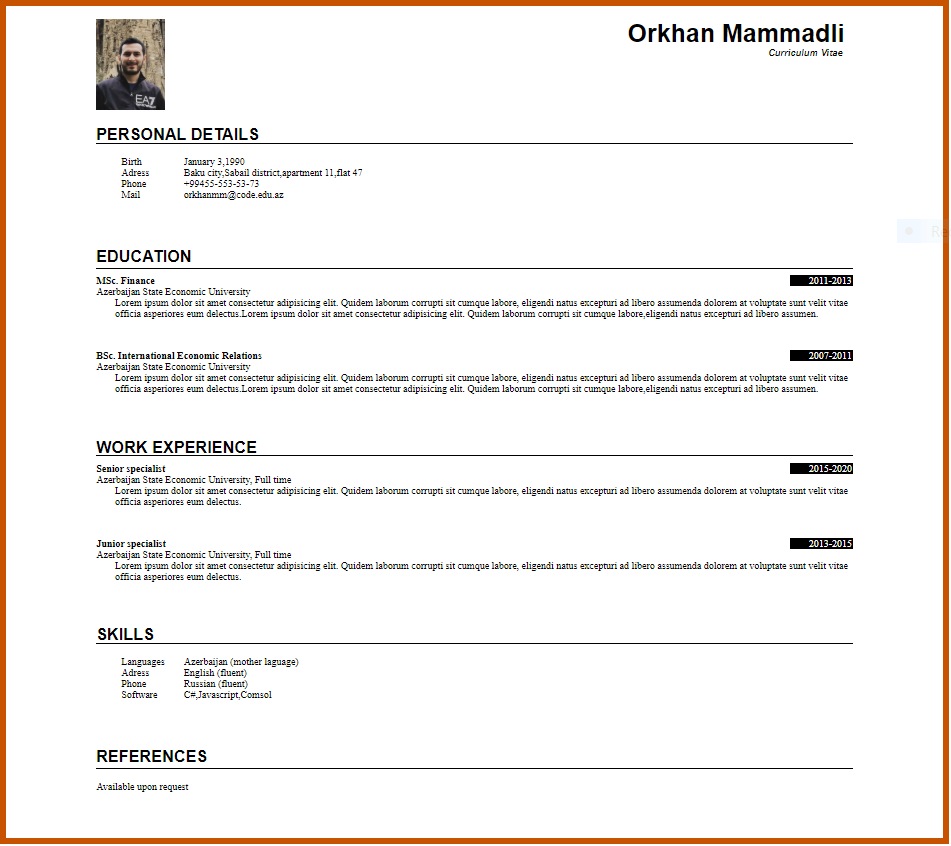 Orkhan Mammadli
Curriculum Vitae
EA7
PERSONAL DETAILS
Birth January 3,1990
Adress Baku city,Sabail district,apartment 11,flat 47
Phone +99455-553-53-73
Mail orkhanmm@code.edu.az
EDUCATION
MSc. Finance 2011-2013
Azerbaijan State Economic University
Lorem ipsum dolor sit amet consectetur adipisicing elit. Quidem laborum corrupti sit cumque labore, eligendi natus excepturi ad libero assumenda dolorem at voluptate sunt velit vitae
officia asperiores eum delectus.Lorem ipsum dolor sit amet consectetur adipisicing elit. Quidem laborum corrupti sit cumque labore,eligendi natus excepturi ad libero assumen.
BSc. International Economic Relations 2007-2011
Azerbaijan State Economic University
Lorem ipsum dolor sit amet consectetur adipisicing elit. Quidem laborum corrupti sit cumque labore, eligendi natus excepturi ad libero assumenda dolorem at voluptate sunt velit vitae
officia asperiores eum delectus.Lorem ipsum dolor sit amet consectetur adipisicing elit. Quidem laborum corrupti sit cumque labore,eligendi natus excepturi ad libero assumen.
WORK EXPERIENCE
Senior specialist 2015-2020
Azerbaijan State Economic University, Full time
Lorem ipsum dolor sit amet consectetur adipisicing elit. Quidem laborum corrupti sit cumque labore, eligendi natus excepturi ad libero assumenda dolorem at voluptate sunt velit vitae
officia asperiores eum delectus.
Junior specialist 2013-2015
Azerbaijan State Economic University, Full time
Lorem ipsum dolor sit amet consectetur adipisicing elit. Quidem laborum corrupti sit cumque labore, eligendi natus excepturi ad libero assumenda dolorem at voluptate sunt velit vitae
officia asperiores eum delectus.
SKILLS
Languages Azerbaijan (mother laguage)
Adress English (fluent)
Phone Russian (fluent)
Software C#,Javascript,Comsol
REFERENCES
Available upon request